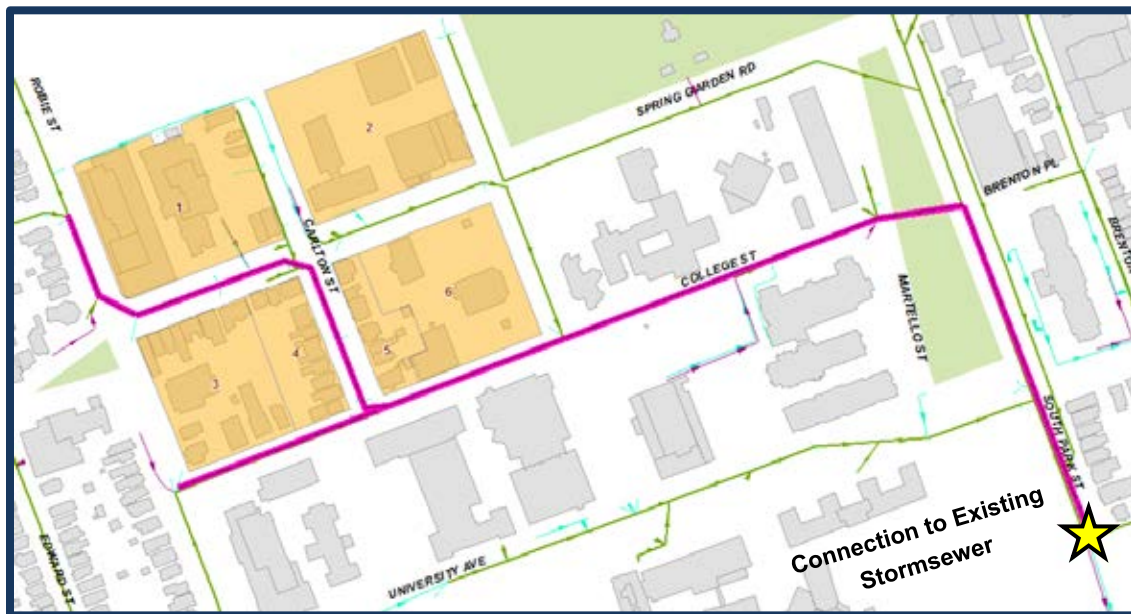 ROBIE ST
SPRING GARDEN RD
2
1
BRENTON PL
CARLTON ST
BRENTON
COLLEGE ST
6
MARTELLO ST
5
4
3
SOUTH PARK ST
Connection to Existing
Stormsewer
EDWARD ST
UNIVERSITY AVE